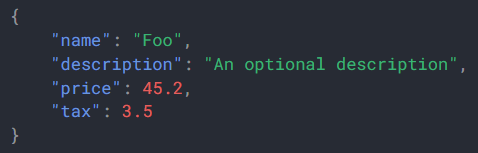 {
    "name": "Foo",
    "description": "An optional description",
    "price": 45.2,
    "tax": 3.5
}